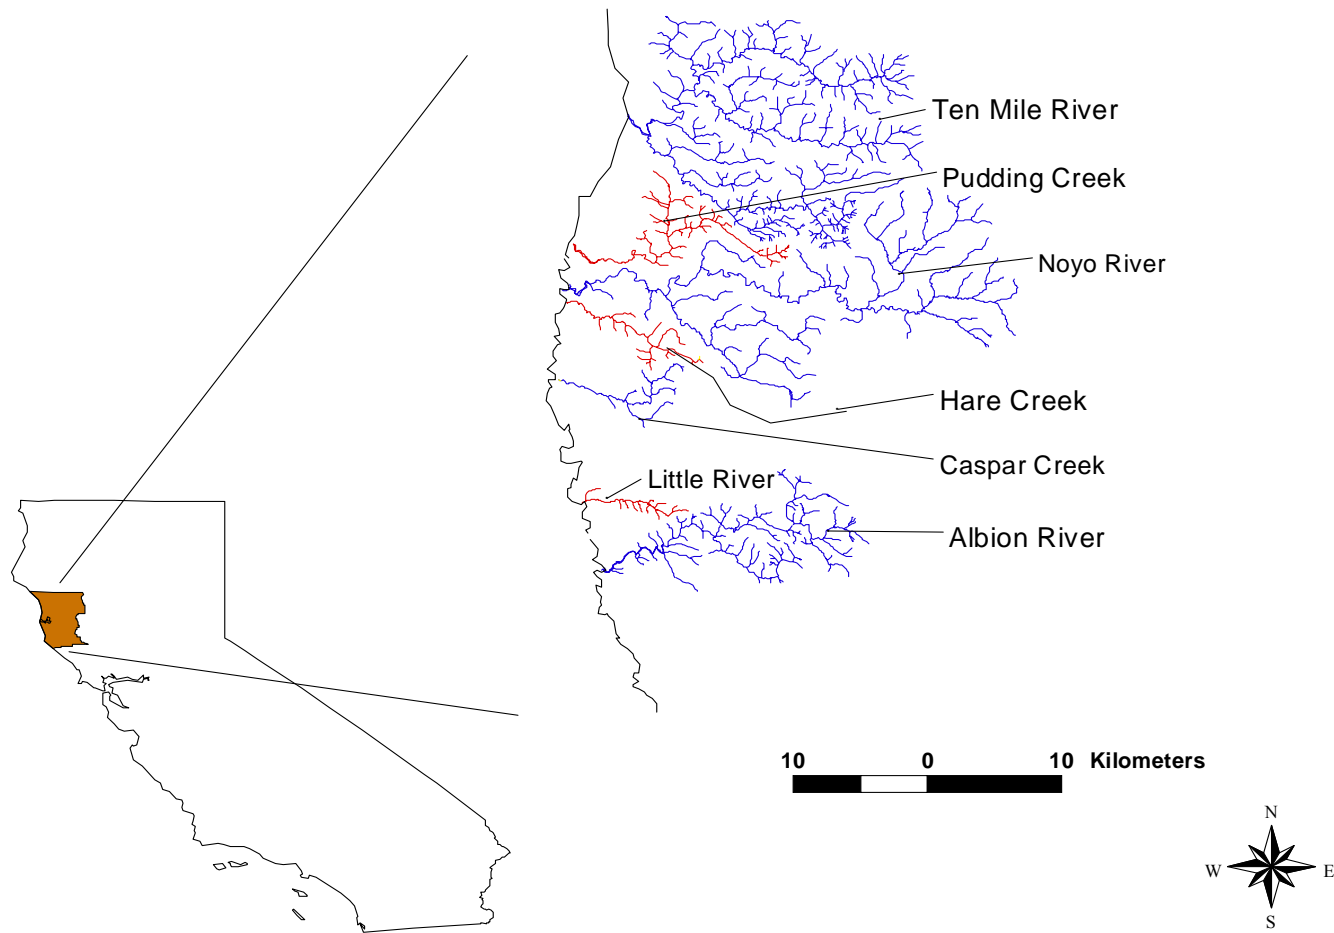 Ten Mile River
Pudding Creek
Noyo River
Hare Creek
Caspar Creek
Little River
Albion River
10 0 10 Kilometers
N
W E
S